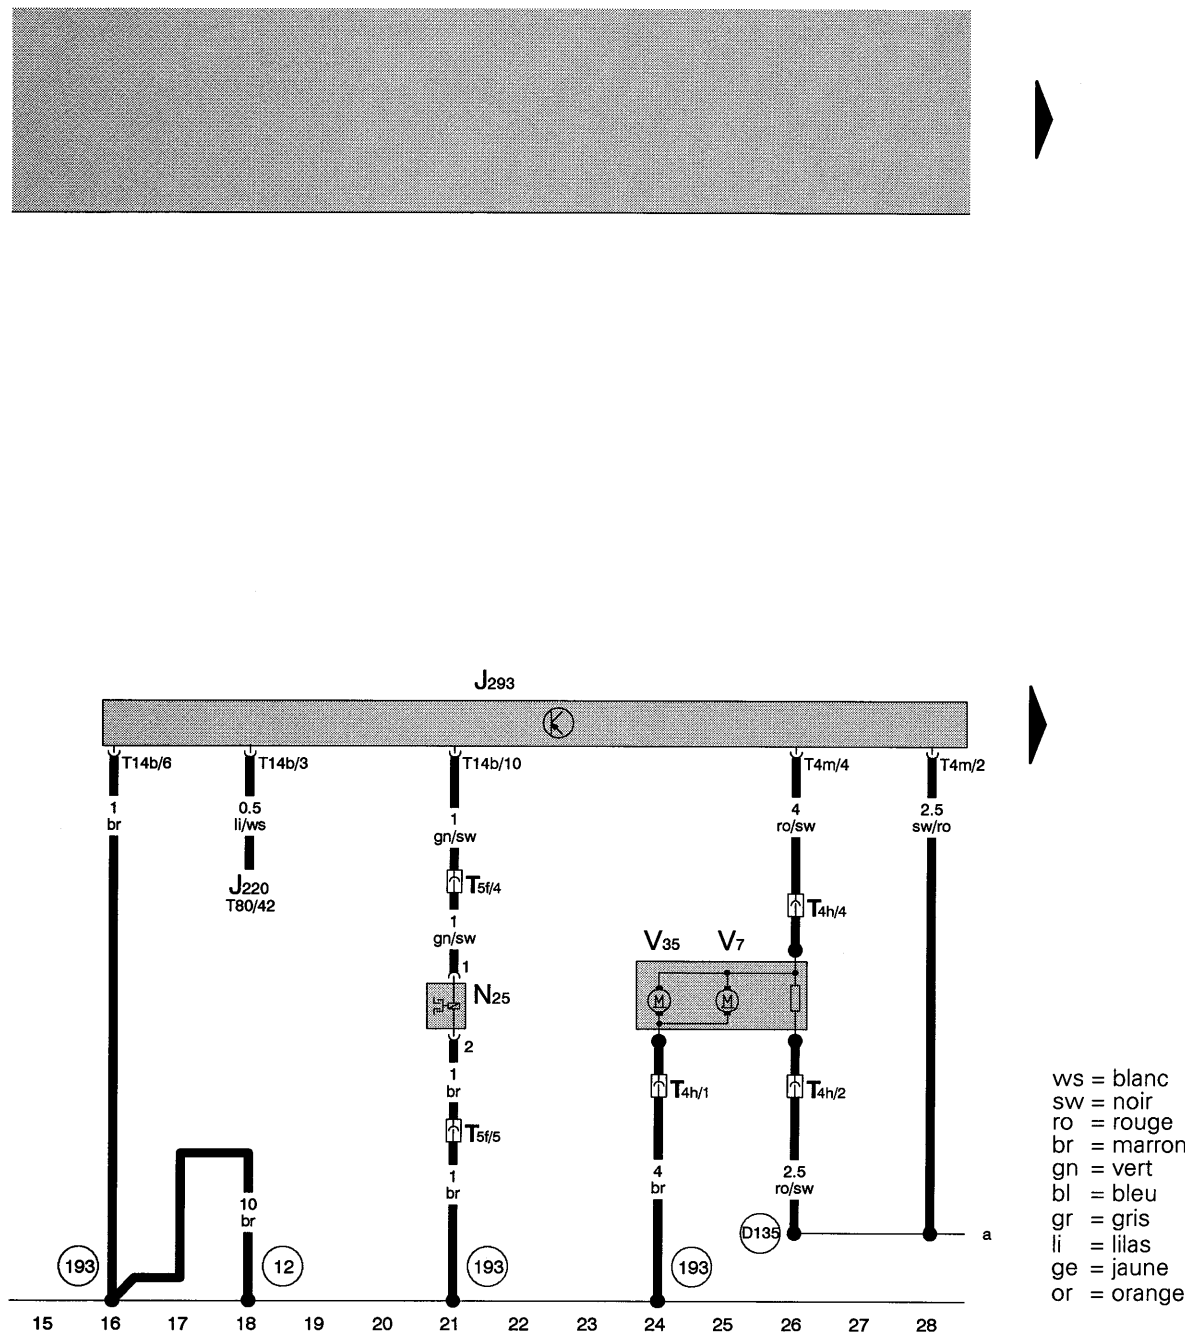 J293
T14b/6 T14b/3 T14b/10 T4m/4 T4m/2
1
br
0.5
li/ws
J220
T80/42
1
gn/sw
T5f/4
1
gn/sw
1
N25
2
1
br
T5f/5
1
br
4
ro/sw
T4h/4
V35 V7
M M
T4h/1 T4h/2
4
br
2.5
ro/sw
2.5
sw/ro
D135
a
10
br
193 12 193 193
15 16 17 18 19 20 21 22 23 24 25 26 27 28
ws = blanc
sw = noir
ro = rouge
br = marron
gn = vert
bl = bleu
gr = gris
li = lilas
ge = jaune
or = orange